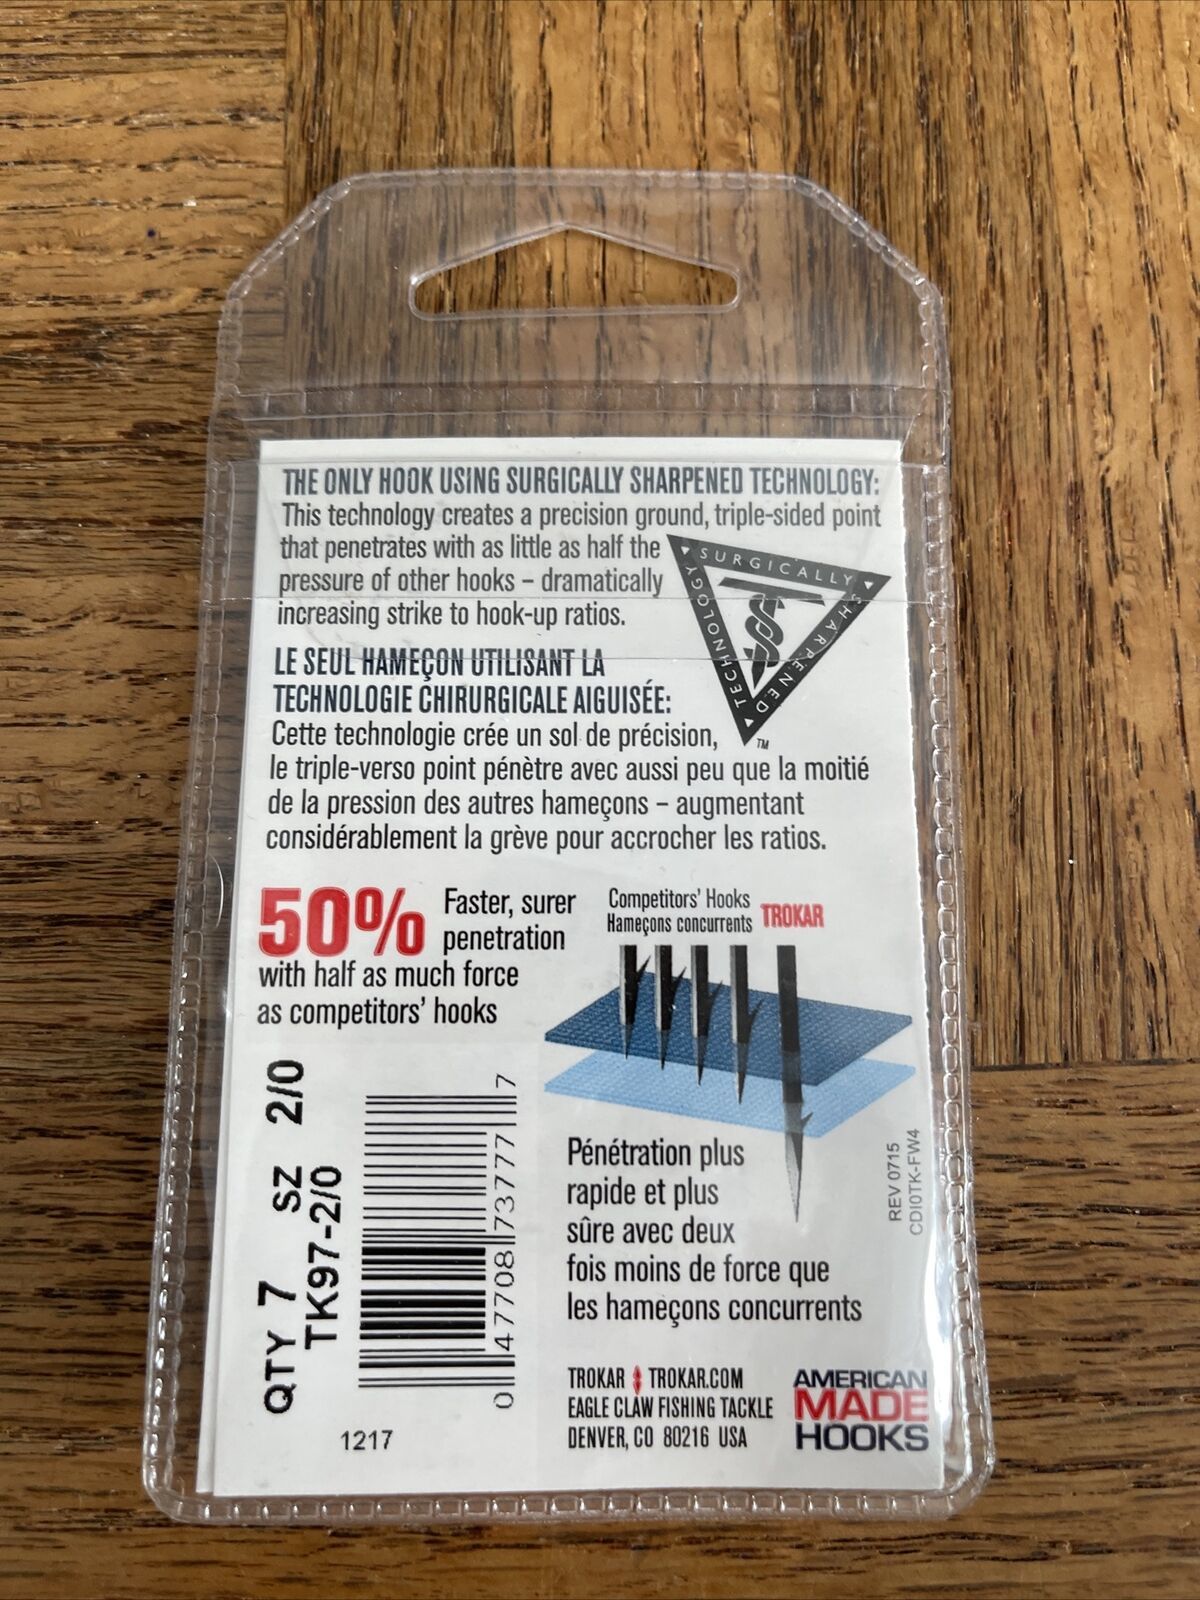 THE ONLY HOOK USING SURGICALLY SHARPENED TECHNOLOGY:
This technology creates a precision ground, triple-sided point
that penetrates with as little as half the
pressure of other hooks – dramatically
increasing strike to hook-up ratios.
SURGICALLY
SHARPENED
TECHNOLOGY
TM
LE SEUL HAMEÇON UTILISANT LA
TECHNOLOGIE CHIRURGICALE AIGUISÉE:
Cette technologie crée un sol de précision,
le triple-verso point pénètre avec aussi peu que la moitié
de la pression des autres hameçons – augmentant
considérablement la grève pour accrocher les ratios.
50% Faster, surer
penetration
with half as much force
as competitors' hooks
Competitors' Hooks
Hameçons concurrents
TROKAR
Pénétration plus
rapide et plus
sûre avec deux
fois moins de force que
les hameçons concurrents
QTY 7 SZ 2/0
TK97-2/0
0 47708 73777 7
1217
REV 0715
CDI0TK-FW4
TROKAR TROKAR.COM
EAGLE CLAW FISHING TACKLE
DENVER, CO 80216 USA
AMERICAN
MADE
HOOKS